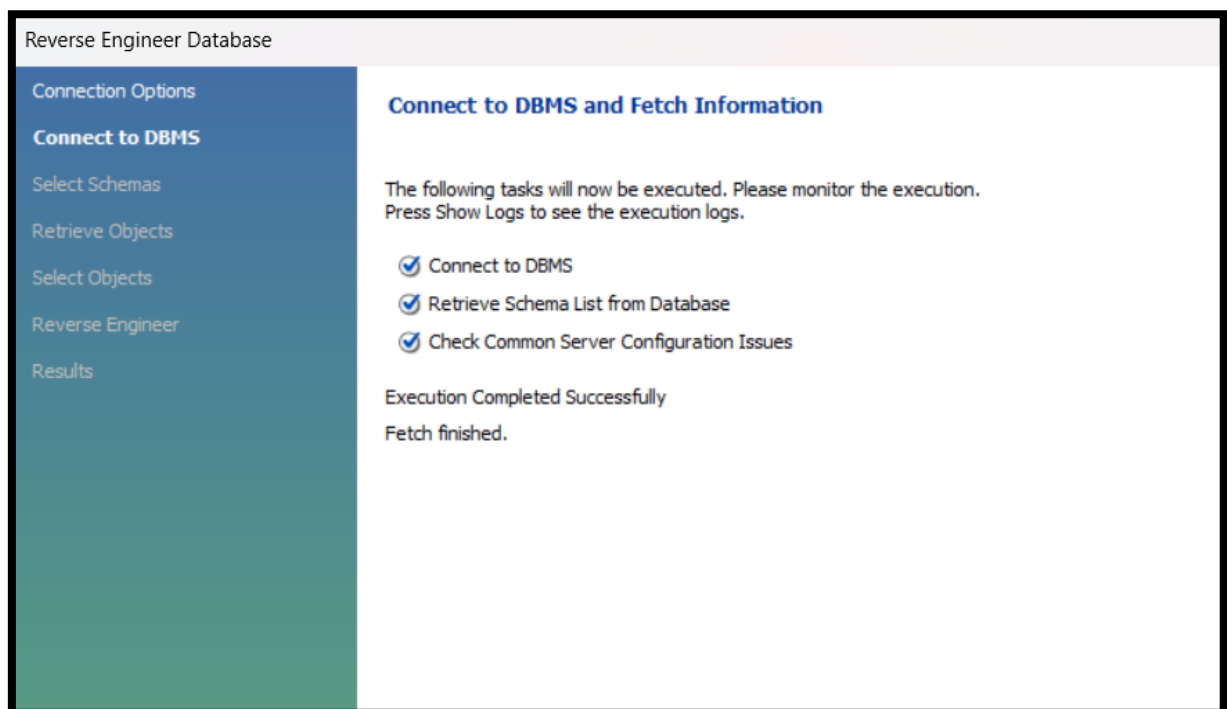 Reverse Engineer Database
Connection Options
Connect to DBMS
Select Schemas
Retrieve Objects
Select Objects
Reverse Engineer
Results
Connect to DBMS and Fetch Information
The following tasks will now be executed. Please monitor the execution.
Press Show Logs to see the execution logs.
Connect to DBMS
Retrieve Schema List from Database
Check Common Server Configuration Issues
Execution Completed Successfully
Fetch finished.